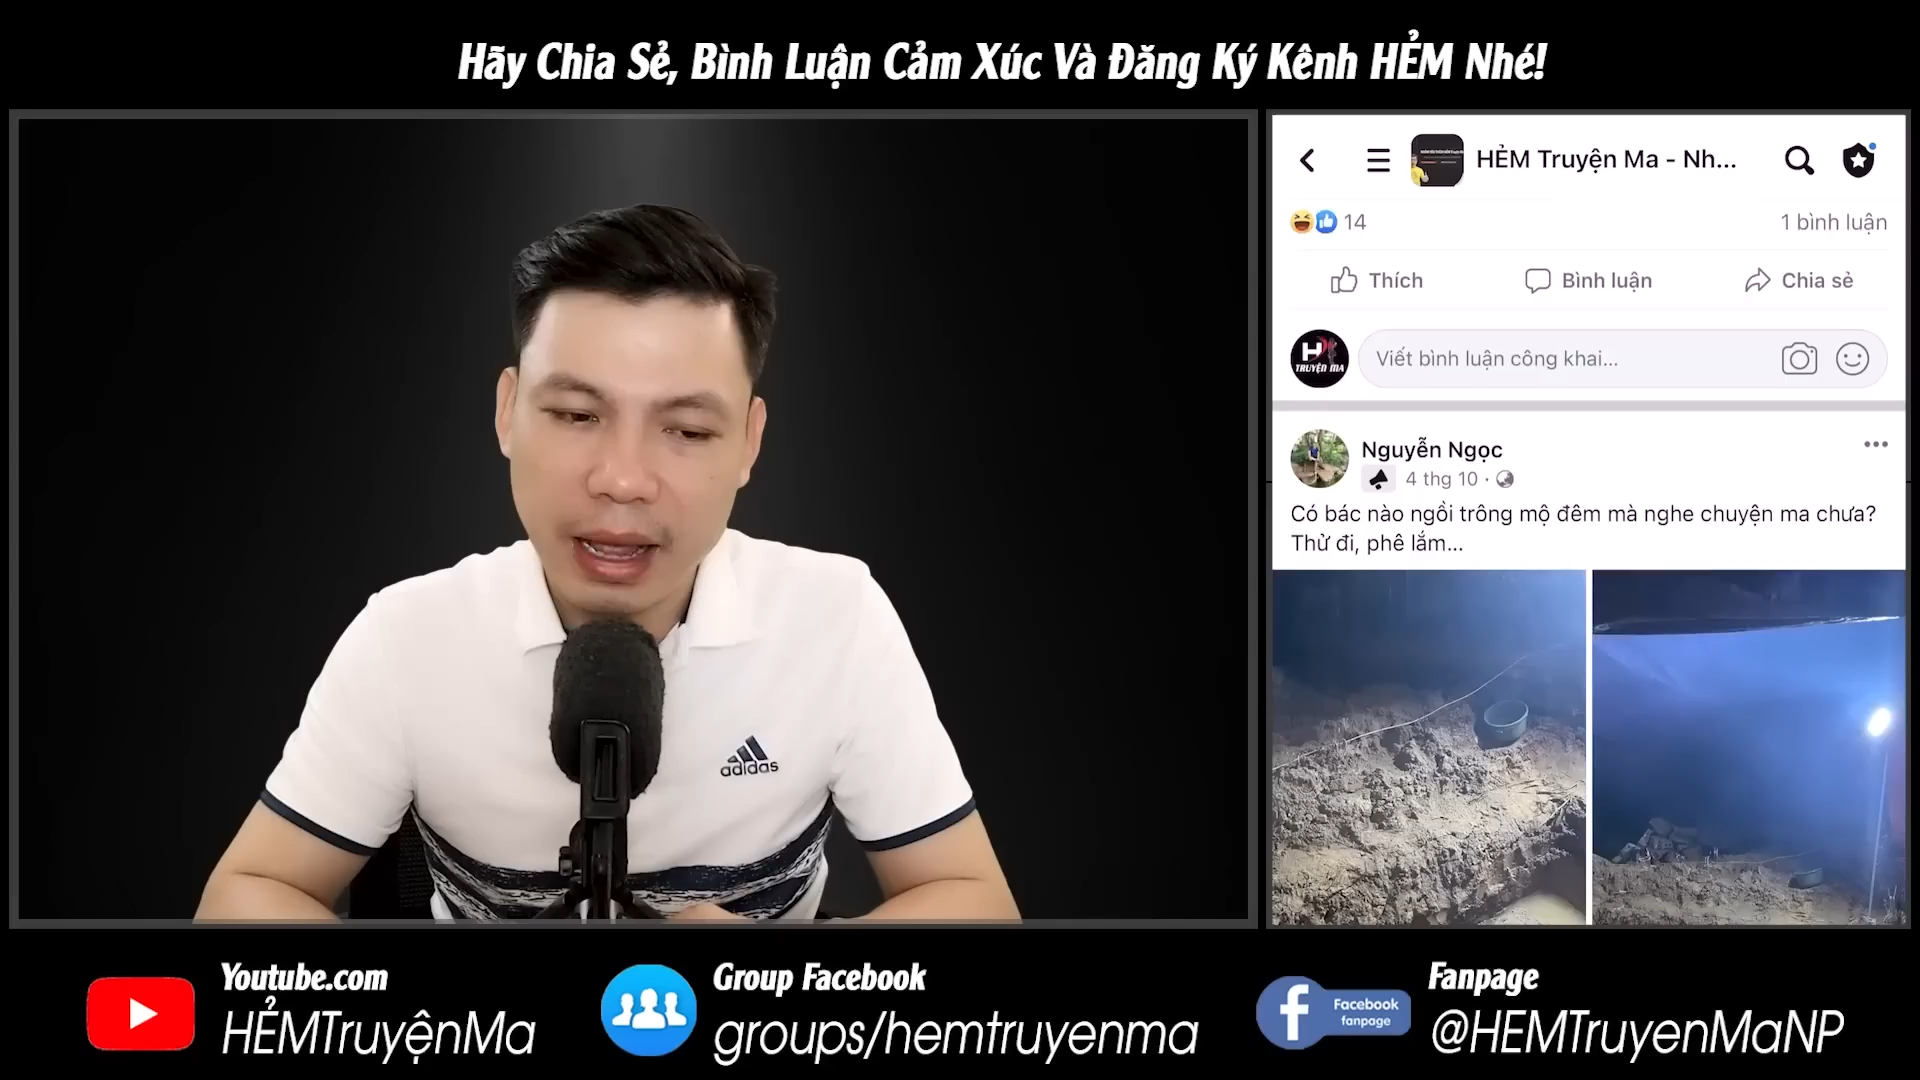 Hãy Chia Sẻ, Bình Luận Cảm Xúc Và Đăng Ký Kênh HẺM Nhé!
adidas
HẺM Truyện Ma - Nh...
14
1 bình luận
Thích
Bình luận
Chia sẻ
H
TRUYỆN MA
Viết bình luận công khai...
Nguyễn Ngọc
4 thg 10 ·
Có bác nào ngồi trông mộ đêm mà nghe chuyện ma chưa?
Thử đi, phê lắm...
Youtube.com
HẺMTruyệnMa
Group Facebook
groups/hemtruyenma
Facebook
fanpage
Fanpage
@HEMTruyenMaNP